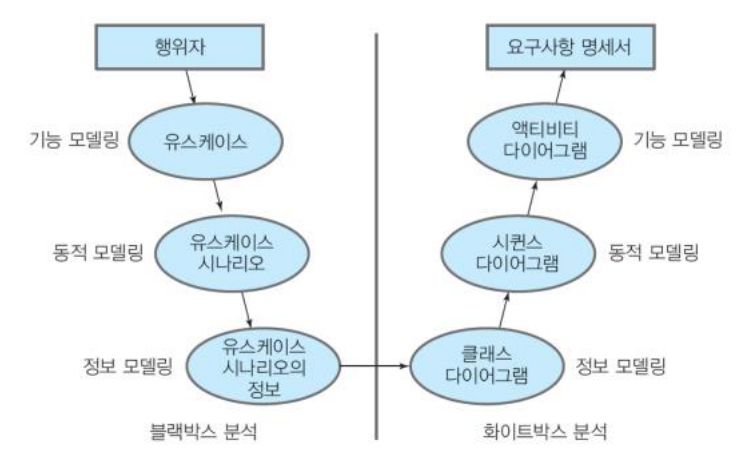 행위자
요구사항 명세서
기능 모델링
유스케이스
액티비티
다이어그램
기능 모델링
동적 모델링
유스케이스
시나리오
시퀀스
다이어그램
동적 모델링
정보 모델링
유스케이스
시나리오의
정보
클래스
다이어그램
정보 모델링
블랙박스 분석
화이트박스 분석